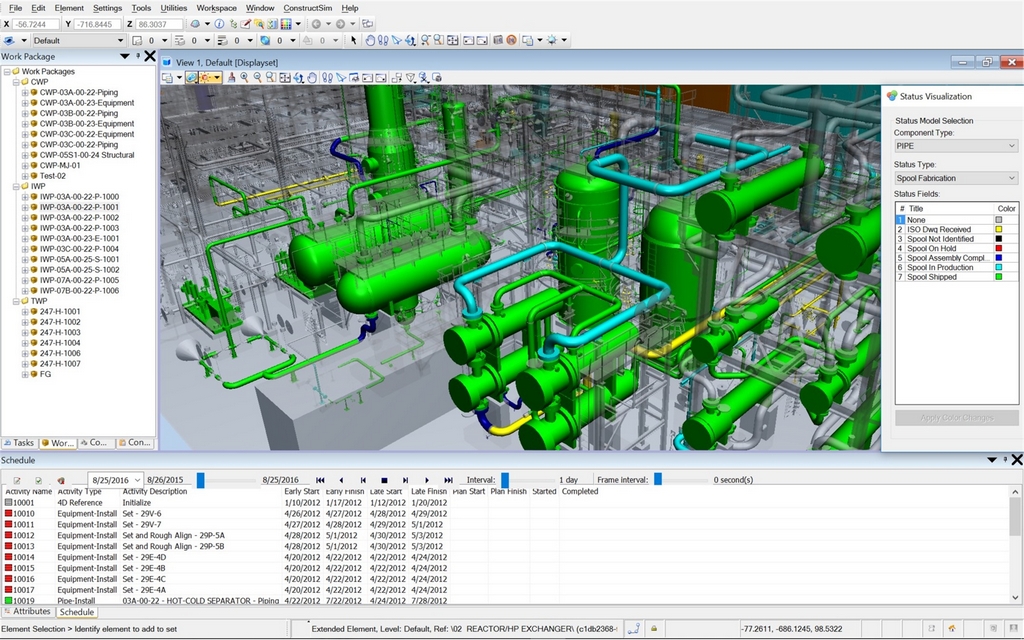 File Edit Element Settings Tools Utilities Workspace Window ConstructSim Help
X -56.7244 Y -716.8445 Z 86.3037
Default 0 0 0 0 0
Work Package
View 1, Default [Displayset]
Work Packages
CWP
CWP-03A-00-22-Piping
CWP-03A-00-23-Equipment
CWP-03B-00-22-Piping
CWP-03B-00-23-Equipment
CWP-03C-00-22-Equipment
CWP-03C-00-22-Piping
CWP-05S1-00-24 Structural
CWP-MJ-01
Test-02
IWP
IWP-03A-00-22-P-1000
IWP-03A-00-22-P-1001
IWP-03A-00-22-P-1002
IWP-03A-00-22-P-1003
IWP-03A-00-23-E-1001
IWP-03C-00-22-P-1004
IWP-05A-00-25-S-1001
IWP-05A-00-25-S-1002
IWP-07A-00-22-P-1005
IWP-07B-00-22-P-1006
TWP
247-H-1001
247-H-1002
247-H-1003
247-H-1004
247-H-1006
247-H-1007
FG
Tasks Wor... Co... Con...
Status Visualization
Status Model Selection
Component Type:
PIPE
Status Type:
Spool Fabrication
Status Fields:
# Title Color
1 None
2 ISO Dwq Received
3 Spool Not Identified
4 Spool On Hold
5 Spool Assembly Compl...
6 Spool In Production
7 Spool Shipped
Apply Color Changes
Schedule
8/25/2016 8/26/2015 8/25/2016 Interval: 1 day Frame interval: 0 second(s)
Activity Name Activity Type Activity Description Early Start Early Finish Late Start Late Finish Plan Start Plan Finish Started Completed
10001 4D Reference Initialize 1/10/2012 1/17/2012 1/12/2012 1/20/2012
10010 Equipment-Install Set - 29V-6 4/26/2012 4/27/2012 4/28/2012 4/29/2012
10011 Equipment-Install Set - 29V-7 4/27/2012 4/28/2012 4/29/2012 5/1/2012
10012 Equipment-Install Set and Rough Align - 29P-5A 4/28/2012 5/1/2012 4/30/2012 5/3/2012
10013 Equipment-Install Set and Rough Align - 29P-5B 4/28/2012 5/1/2012 4/30/2012 5/3/2012
10014 Equipment-Install Set - 29E-4D 4/20/2012 4/22/2012 4/22/2012 4/24/2012
10015 Equipment-Install Set - 29E-4B 4/20/2012 4/22/2012 4/22/2012 4/24/2012
10016 Equipment-Install Set - 29E-4C 4/20/2012 4/22/2012 4/22/2012 4/24/2012
10017 Equipment-Install Set - 29E-4A 4/20/2012 4/22/2012 4/22/2012 4/24/2012
10019 Pipe-Install 03A-00-22 - HOT-COLD SEPARATOR - Piping 4/22/2012 7/22/2012 4/24/2012 7/28/2012
Attributes Schedule
Element Selection > Identify element to add to set Extended Element, Level: Default, Ref: \02 REACTOR/HP EXCHANGER\ (c1db2368- -77.2611, -686.1245, 98.5322